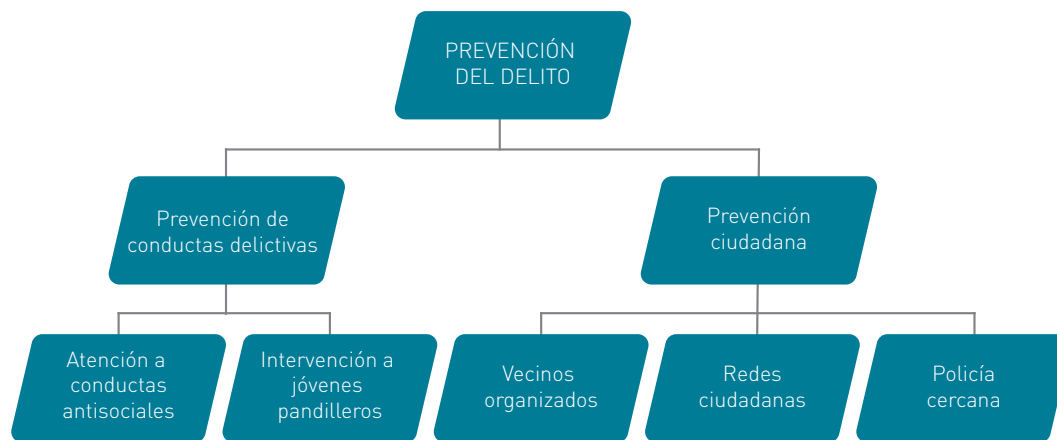 PREVENCIÓN
DEL DELITO
Prevención de
conductas delictivas
Prevención
ciudadana
Atención a
conductas
antisociales
Intervención a
jóvenes
pandilleros
Vecinos
organizados
Redes
ciudadanas
Policía
cercana